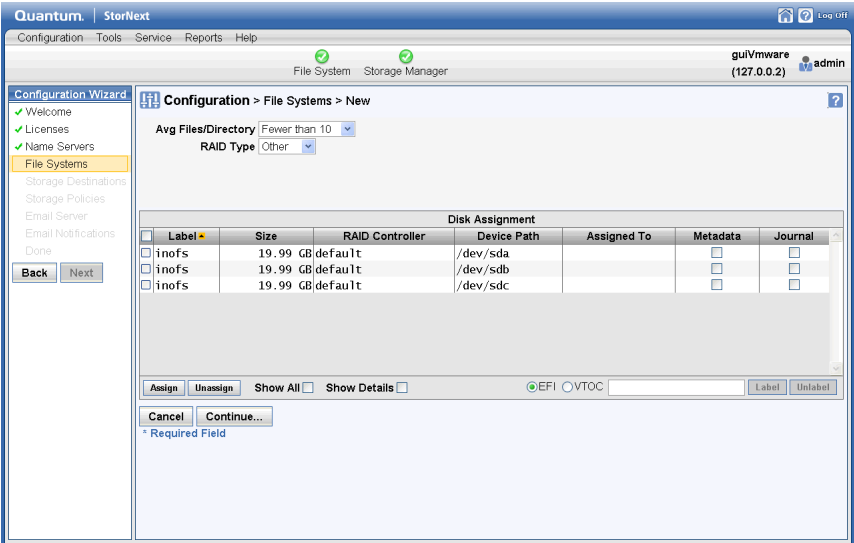 Quantum. StorNext Log Off
Configuration Tools Service Reports Help
File System Storage Manager
guiVmware
(127.0.0.2)
admin
Configuration Wizard
Welcome
Licenses
Name Servers
File Systems
Storage Destinations
Storage Policies
Email Server
Email Notifications
Done
Back Next
Configuration > File Systems > New ?
Avg Files/Directory Fewer than 10
RAID Type Other
Disk Assignment
Label Size RAID Controller Device Path Assigned To Metadata Journal
inofs 19.99 GB default /dev/sda
inofs 19.99 GB default /dev/sdb
inofs 19.99 GB default /dev/sdc
Assign Unassign Show All Show Details EFI VTOC Label Unlabel
Cancel Continue...
* Required Field